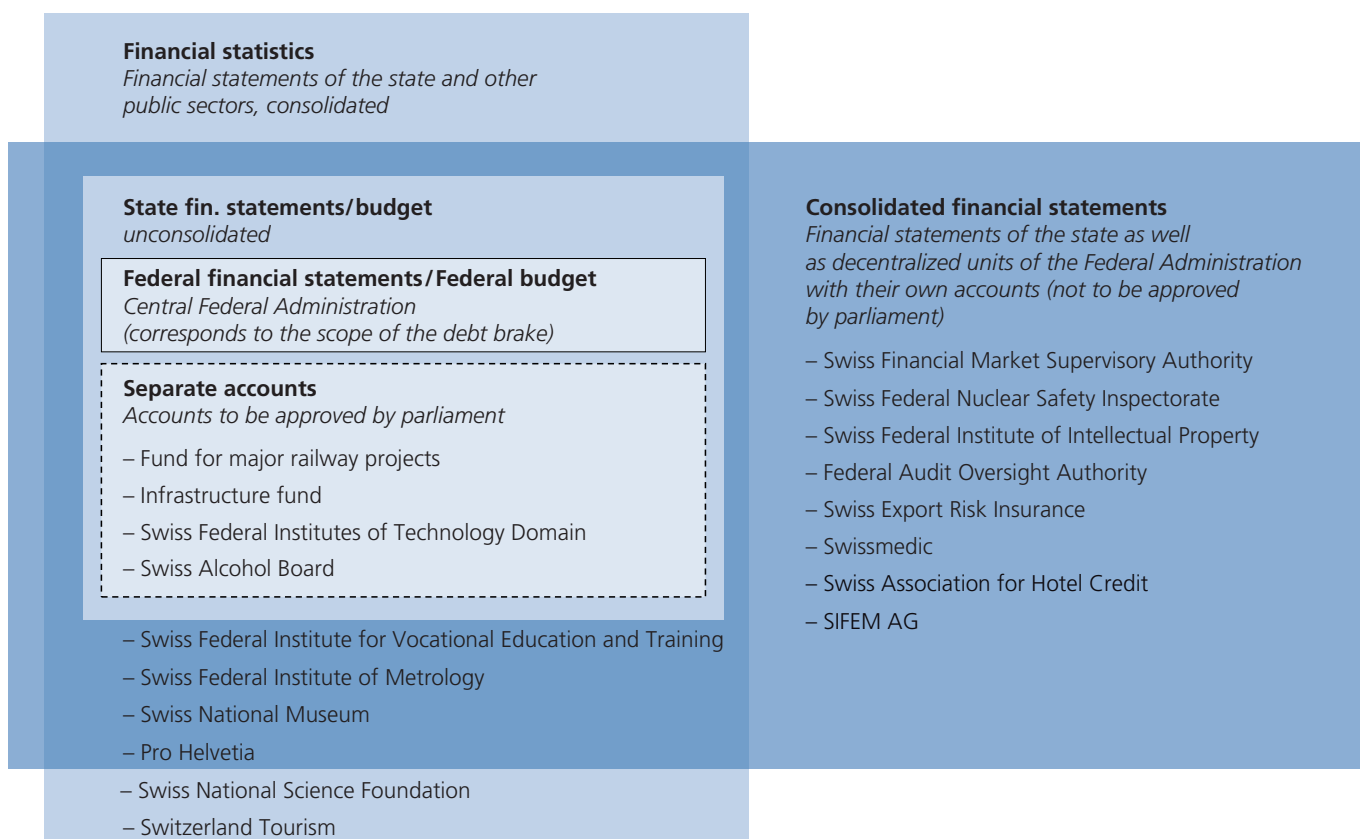 Financial statistics
Financial statements of the state and other
public sectors, consolidated
State fin. statements/budget
unconsolidated
Federal financial statements/Federal budget
Central Federal Administration
(corresponds to the scope of the debt brake)
Separate accounts
Accounts to be approved by parliament
– Fund for major railway projects
– Infrastructure fund
– Swiss Federal Institutes of Technology Domain
– Swiss Alcohol Board
– Swiss Federal Institute for Vocational Education and Training
– Swiss Federal Institute of Metrology
– Swiss National Museum
– Pro Helvetia
– Swiss National Science Foundation
– Switzerland Tourism
Consolidated financial statements
Financial statements of the state as well
as decentralized units of the Federal Administration
with their own accounts (not to be approved
by parliament)
– Swiss Financial Market Supervisory Authority
– Swiss Federal Nuclear Safety Inspectorate
– Swiss Federal Institute of Intellectual Property
– Federal Audit Oversight Authority
– Swiss Export Risk Insurance
– Swissmedic
– Swiss Association for Hotel Credit
– SIFEM AG